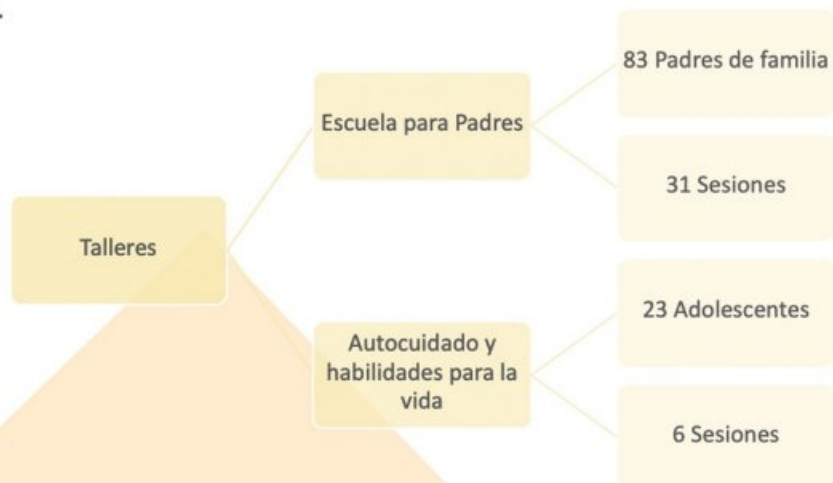 Talleres
Escuela para Padres
83 Padres de familia
31 Sesiones
Autocuidado y
habilidades para la
vida
23 Adolescentes
6 Sesiones